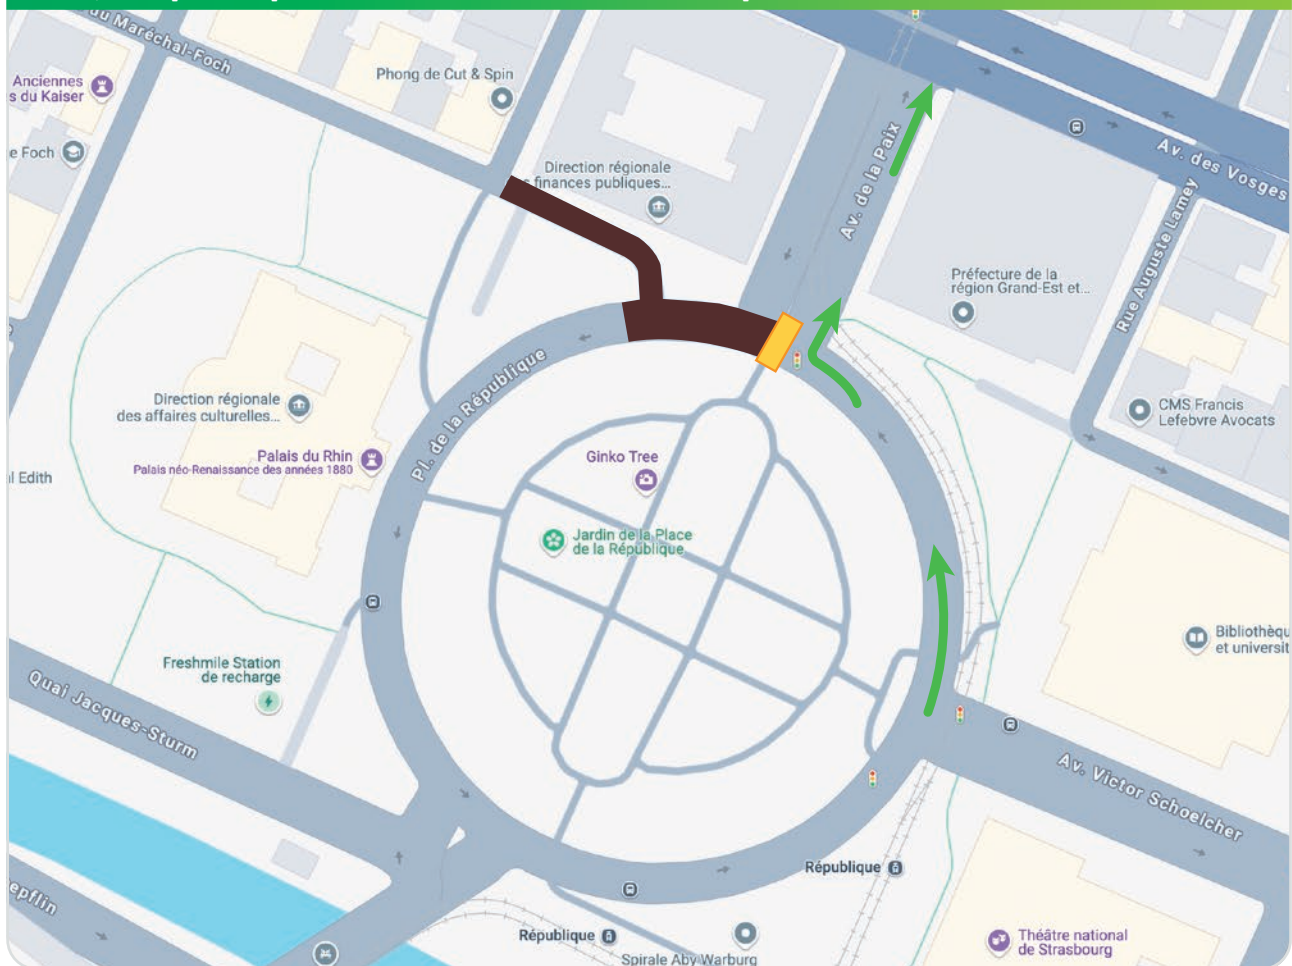 du Maréchal-Foch
Anciennes
s du Kaiser
Phong de Cut & Spin
e Foch
Direction régionale
s finances publiques...
Av. de la Paix
Av. des Vosges
Rue Auguste Lamey
Préfecture de la
région Grand-Est et...
Pl. de la République
Direction régionale
des affaires culturelles...
CMS Francis
Lefebvre Avocats
Palais du Rhin
Palais néo-Renaissance des années 1880
Ginko Tree
l Edith
Jardin de la Place
de la République
Bibliothèqu
et universit
Freshmile Station
de recharge
Quai Jacques-Sturm
Av. Victor Schoelcher
République
epflin
République
Spirale Aby Warburg
Théâtre national
de Strasbourg